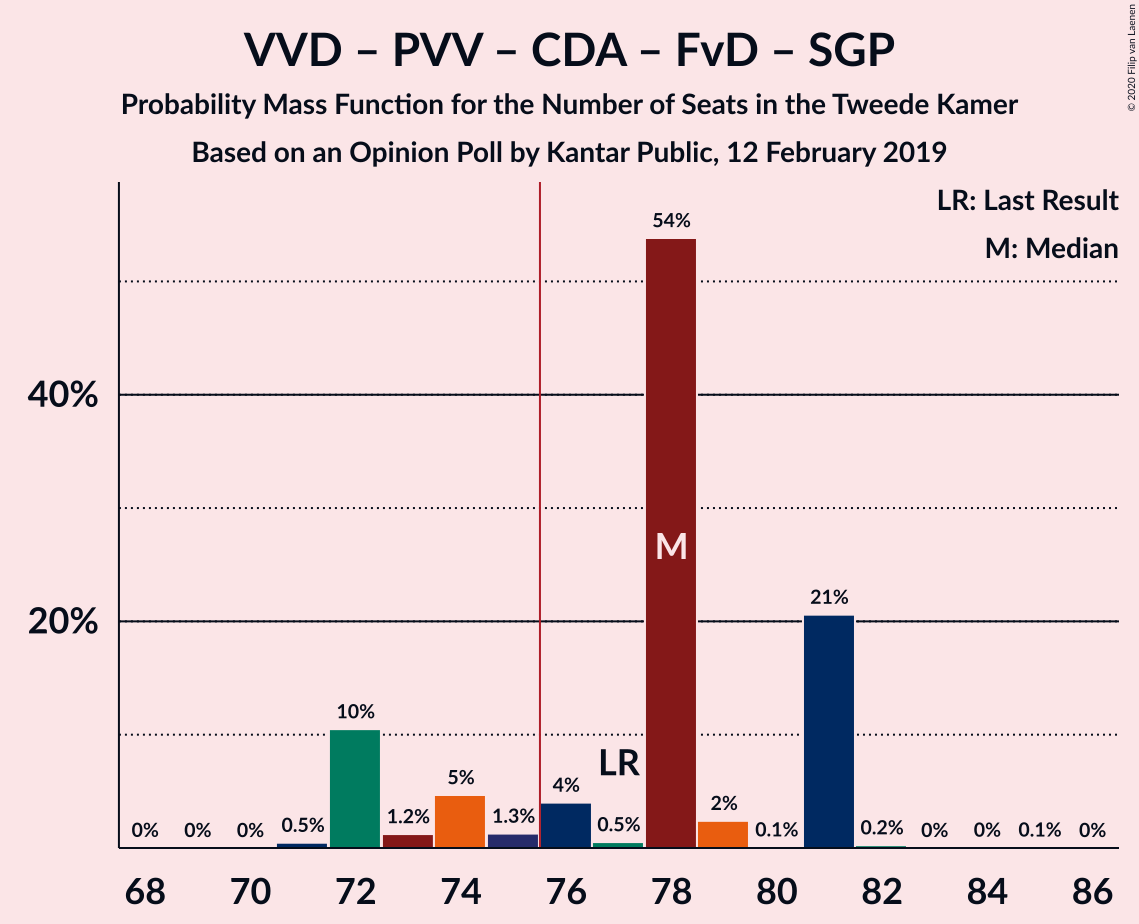 VVD – PVV – CDA – FvD – SGP
Probability Mass Function for the Number of Seats in the Tweede Kamer
Based on an Opinion Poll by Kantar Public, 12 February 2019
© 2020 Filip van Laenen
LR: Last Result
M: Median
40%
20%
0%
0%
0%
0.5%
10%
1.2%
5%
1.3%
4%
0.5%
LR
54%
M
2%
0.1%
21%
0.2%
0%
0%
0.1%
0%
68 70 72 74 76 78 80 82 84 86